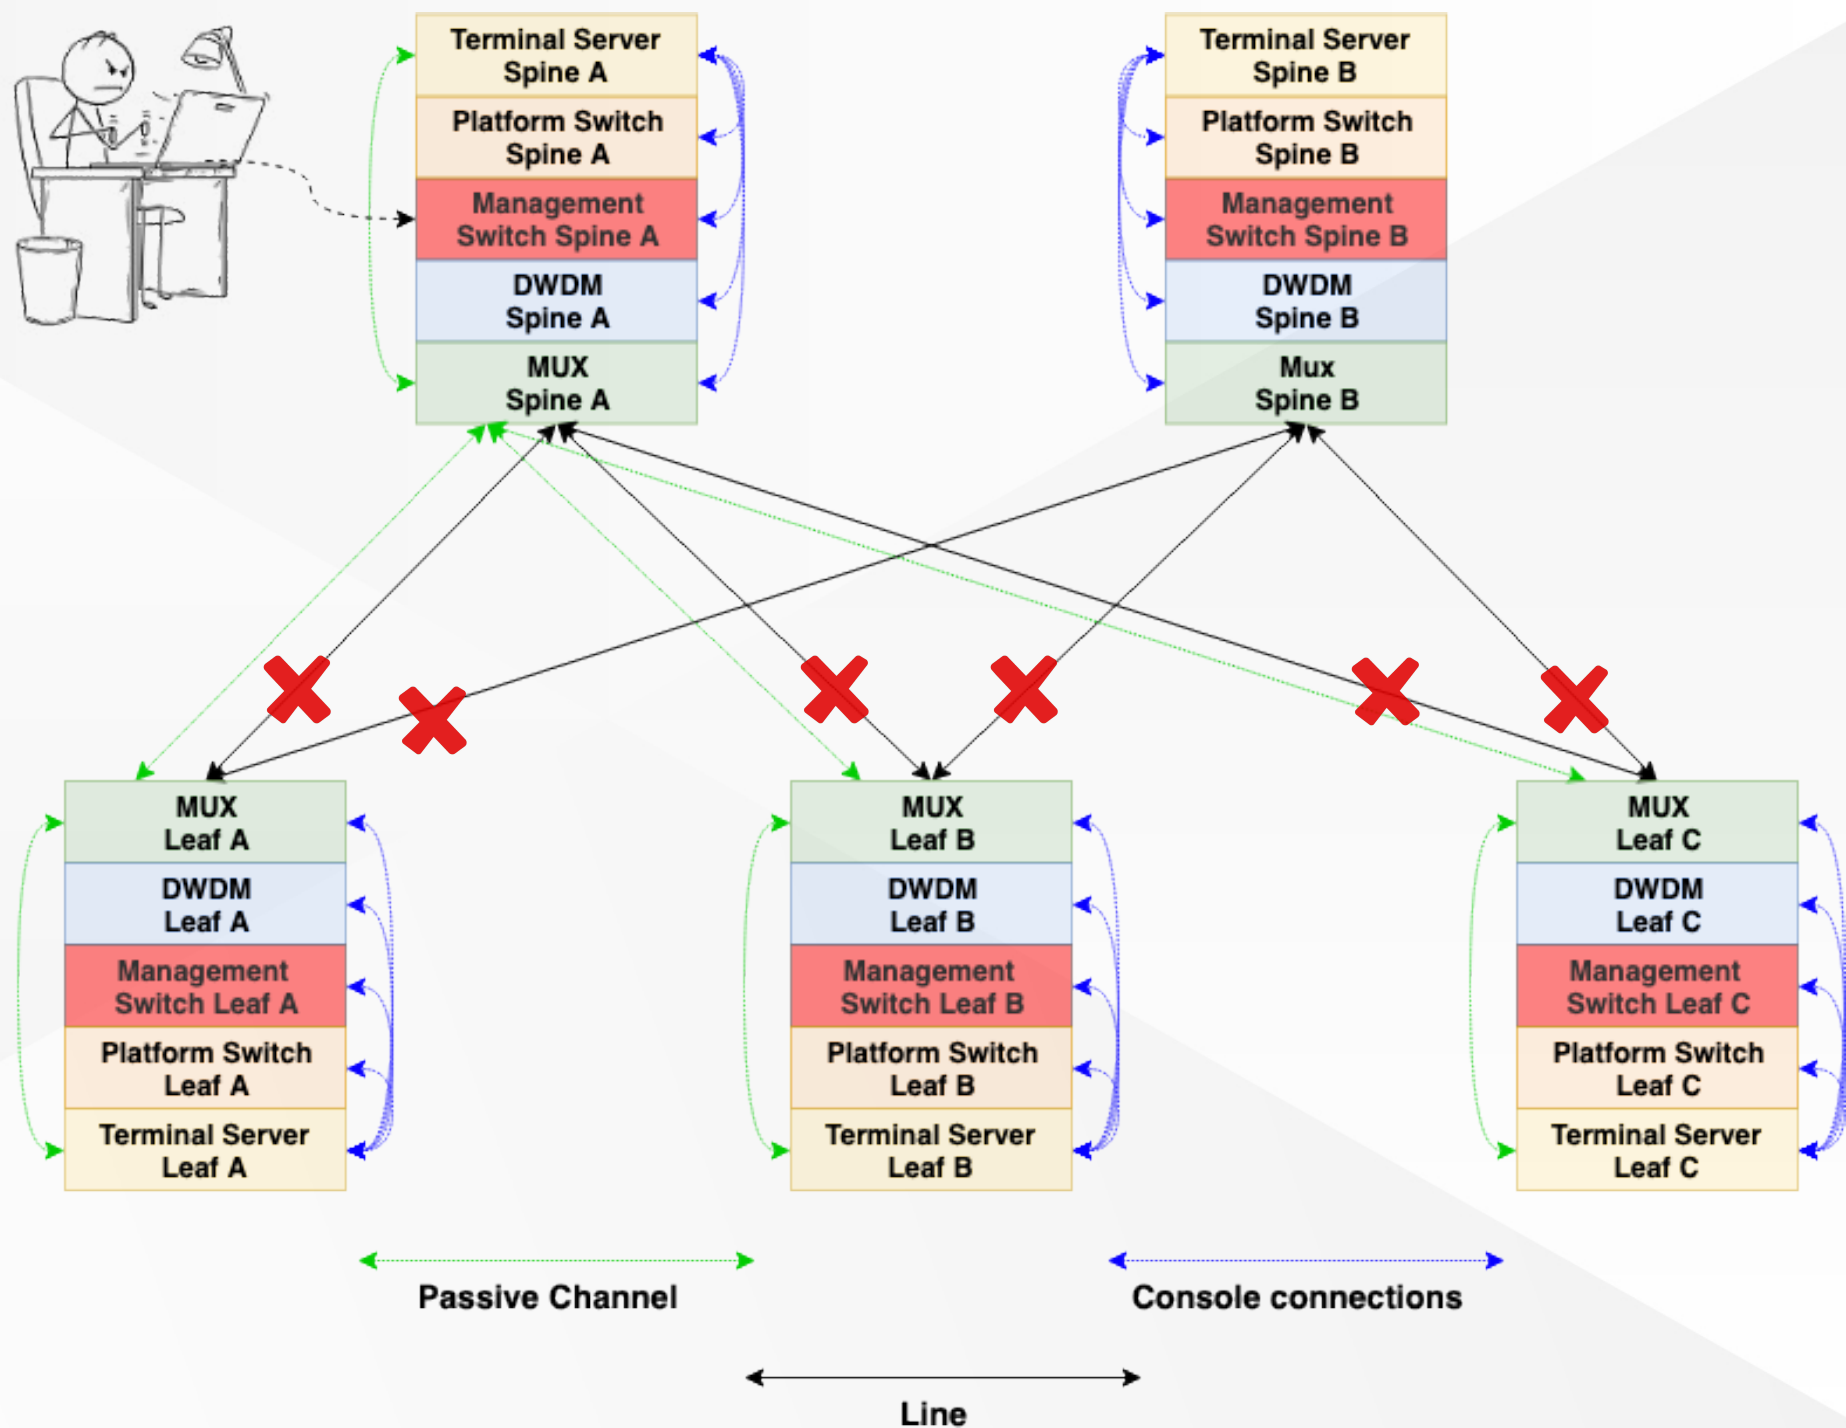 Terminal Server
Spine A
Platform Switch
Spine A
Management
Switch Spine A
DWDM
Spine A
MUX
Spine A
Terminal Server
Spine B
Platform Switch
Spine B
Management
Switch Spine B
DWDM
Spine B
Mux
Spine B
MUX
Leaf A
DWDM
Leaf A
Management
Switch Leaf A
Platform Switch
Leaf A
Terminal Server
Leaf A
MUX
Leaf B
DWDM
Leaf B
Management
Switch Leaf B
Platform Switch
Leaf B
Terminal Server
Leaf B
MUX
Leaf C
DWDM
Leaf C
Management
Switch Leaf C
Platform Switch
Leaf C
Terminal Server
Leaf C
Passive Channel
Console connections
Line